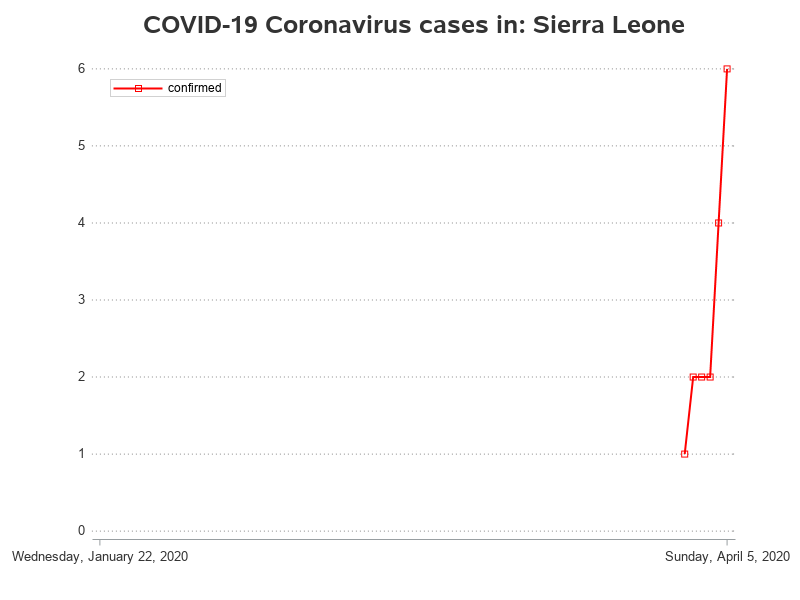 COVID-19 Coronavirus cases in: Sierra Leone
6
confirmed
5
4
3
2
1
0
Wednesday, January 22, 2020
Sunday, April 5, 2020